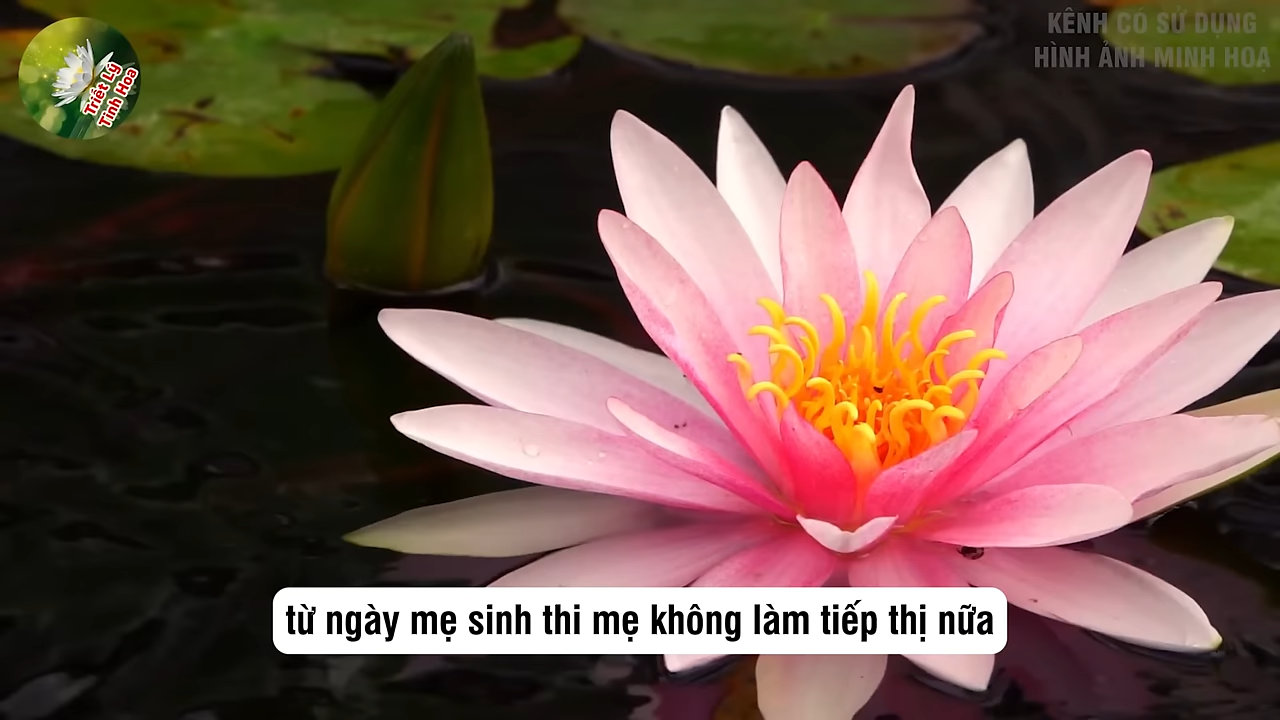 KÊNH CÓ SỬ DỤNG
HÌNH ẢNH MINH HOẠ
Triết Lý
Tinh Hoa
từ ngày mẹ sinh thi mẹ không làm tiếp thị nữa